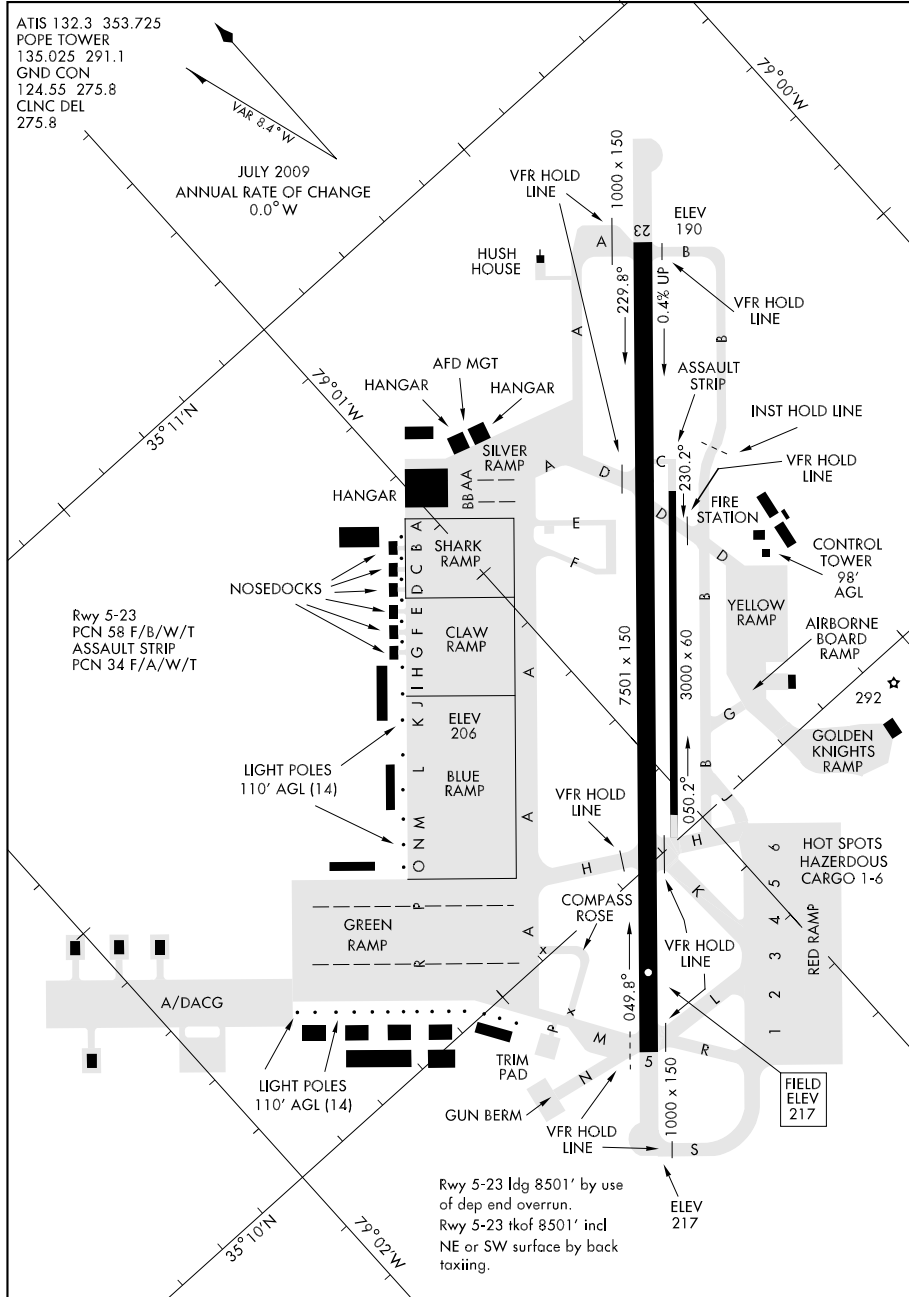 ATIS 132.3 353.725
POPE TOWER
135.025 291.1
GND CON
124.55 275.8
CLNC DEL
275.8
VAR 8.4°W
JULY 2009
ANNUAL RATE OF CHANGE
0.0°W
79°00'W
VFR HOLD
LINE
1000 x 150
ELEV
190
23
A
B
HUSH
HOUSE
229.8°
0.4% UP
VFR HOLD
LINE
A
B
35°11'N
79°01'W
AFD MGT
HANGAR
HANGAR
ASSAULT
STRIP
INST HOLD LINE
VFR HOLD
LINE
SILVER
RAMP
A
D
C
230.2°
HANGAR
AA
BB
FIRE
STATION
D
D
E
F
CONTROL
TOWER
98'
AGL
A
B
C
D
SHARK
RAMP
NOSEDOCKS
E
F
G
H
I
CLAW
RAMP
B
YELLOW
RAMP
AIRBORNE
BOARD
RAMP
Rwy 5-23
PCN 58 F/B/W/T
ASSAULT STRIP
PCN 34 F/A/W/T
A
7501 x 150
3000 x 60
292
J
K
L
M
N
O
ELEV
206
BLUE
RAMP
G
GOLDEN
KNIGHTS
RAMP
LIGHT POLES
110' AGL (14)
VFR HOLD
LINE
050.2°
B
J
A
H
H
K
6
5
4
3
2
1
HOT SPOTS
HAZERDOUS
CARGO 1-6
RED RAMP
COMPASS
ROSE
P
GREEN
RAMP
R
A
x
VFR HOLD
LINE
049.8°
L
A/DACG
P
x
M
N
R
5
TRIM
PAD
LIGHT POLES
110' AGL (14)
GUN BERM
VFR HOLD
LINE
1000 x 150
S
FIELD
ELEV
217
ELEV
217
35°10'N
79°02'W
Rwy 5-23 ldg 8501' by use
of dep end overrun.
Rwy 5-23 tkof 8501' incl
NE or SW surface by back
taxiing.